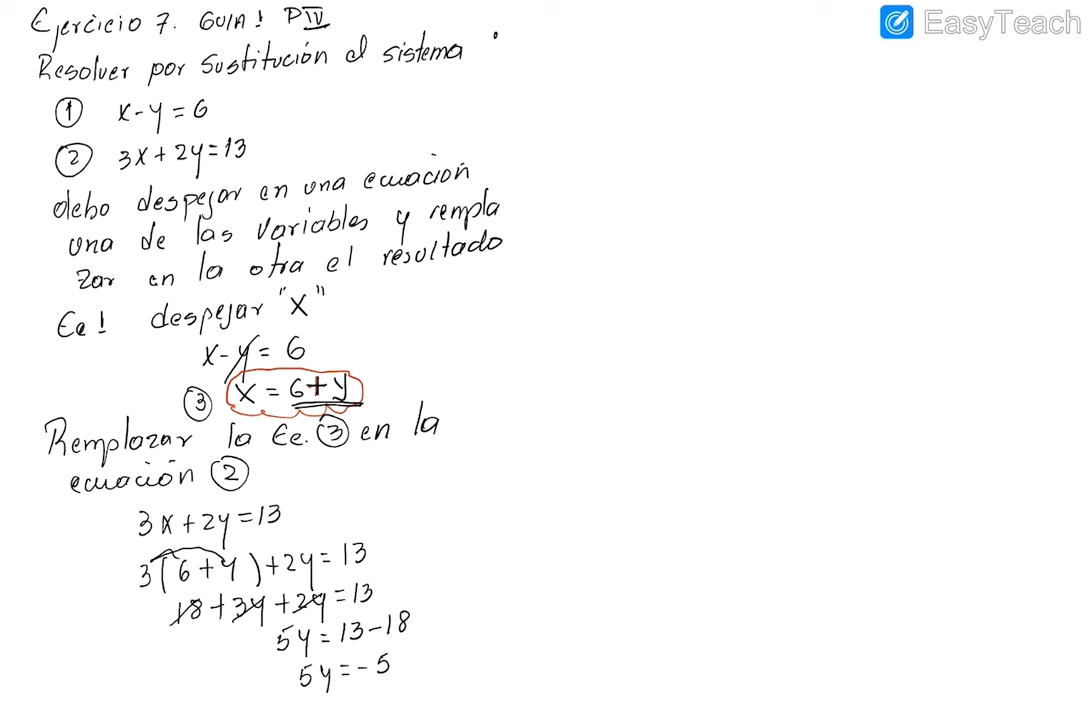 Ejercicio 7. GUIA! PIV
EasyTeach
Resolver por sustitución el sistema
① x - y = 6
② 3x + 2y = 13
debo despejar en una ecuación
una de las variables y rempla
zar en la otra el resultado
Ec! despejar "X"
x - y = 6
③ x = 6 + y
Remplazar la Ec. ③ en la
ecuación ②
3x + 2y = 13
3(6 + y) + 2y = 13
18 + 3y + 2y = 13
5y = 13 - 18
5y = -5